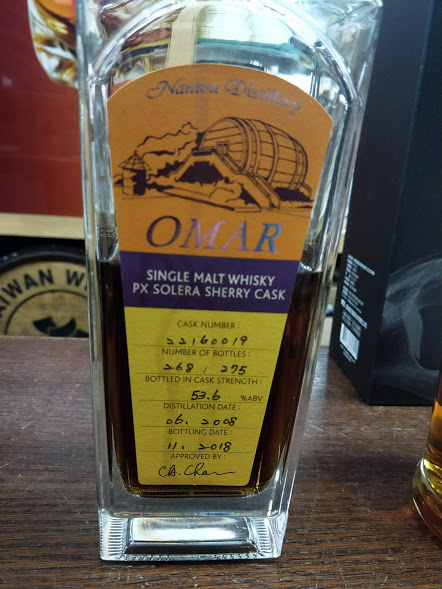 Nantou Distillery
OMAR
SINGLE MALT WHISKY
PX SOLERA SHERRY CASK
CASK NUMBER :
22160019
NUMBER OF BOTTLES :
268 / 275
BOTTLED IN CASK STRENGTH :
53.6 %ABV
DISTILLATION DATE :
06. 2008
BOTTLING DATE :
11. 2018
APPROVED BY :
AIWAN W